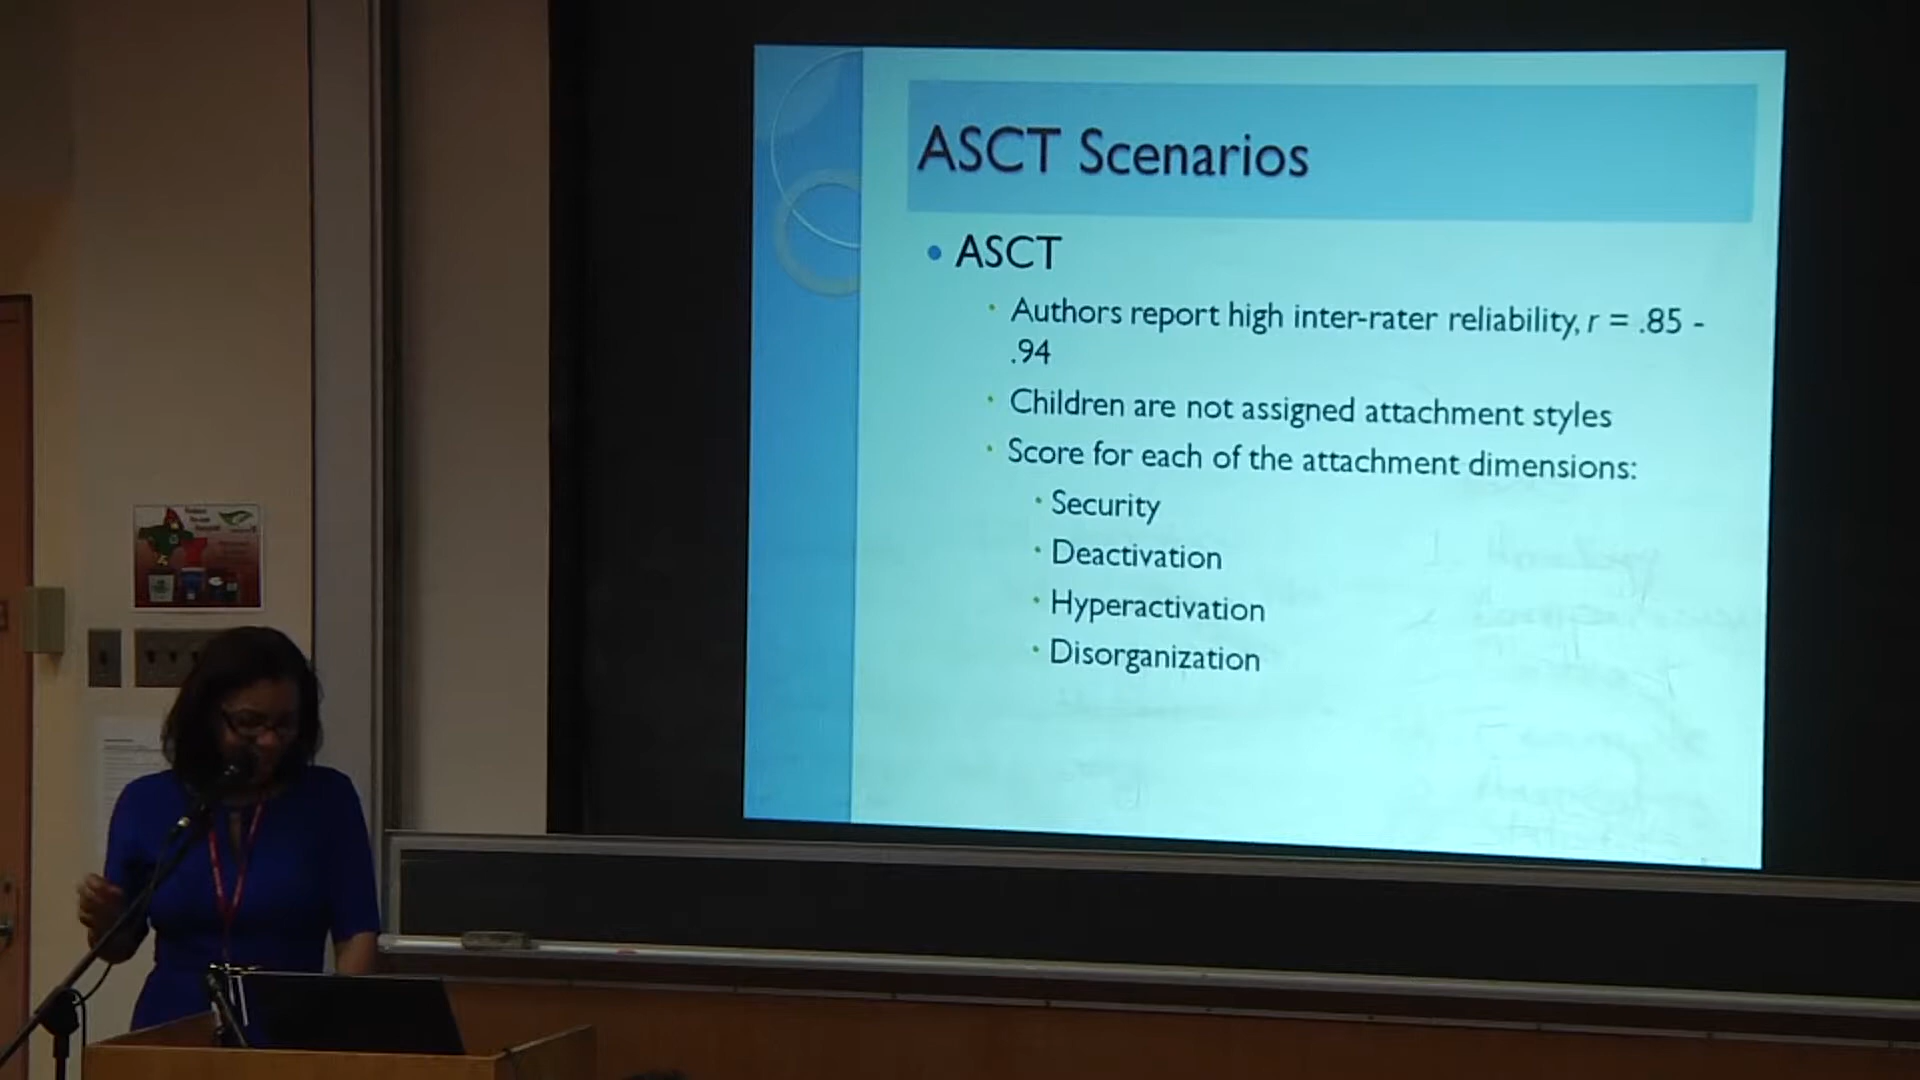 ASCT Scenarios
• ASCT
• Authors report high inter-rater reliability, r = .85 -
.94
• Children are not assigned attachment styles
• Score for each of the attachment dimensions:
• Security
• Deactivation
• Hyperactivation
• Disorganization